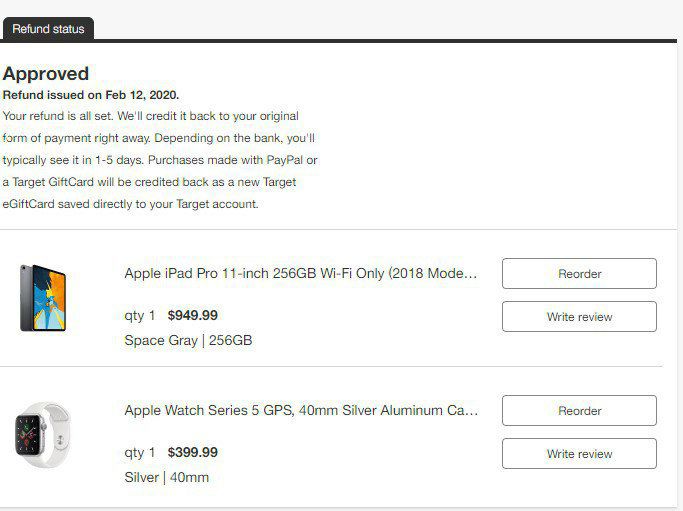 Refund status
Approved
Refund issued on Feb 12, 2020.
Your refund is all set. We'll credit it back to your original
form of payment right away. Depending on the bank, you'll
typically see it in 1-5 days. Purchases made with PayPal or
a Target GiftCard will be credited back as a new Target
eGiftCard saved directly to your Target account.
Apple iPad Pro 11-inch 256GB Wi-Fi Only (2018 Mode...
Reorder
qty 1 $949.99
Write review
Space Gray | 256GB
Apple Watch Series 5 GPS, 40mm Silver Aluminum Ca...
Reorder
qty 1 $399.99
Write review
Silver | 40mm